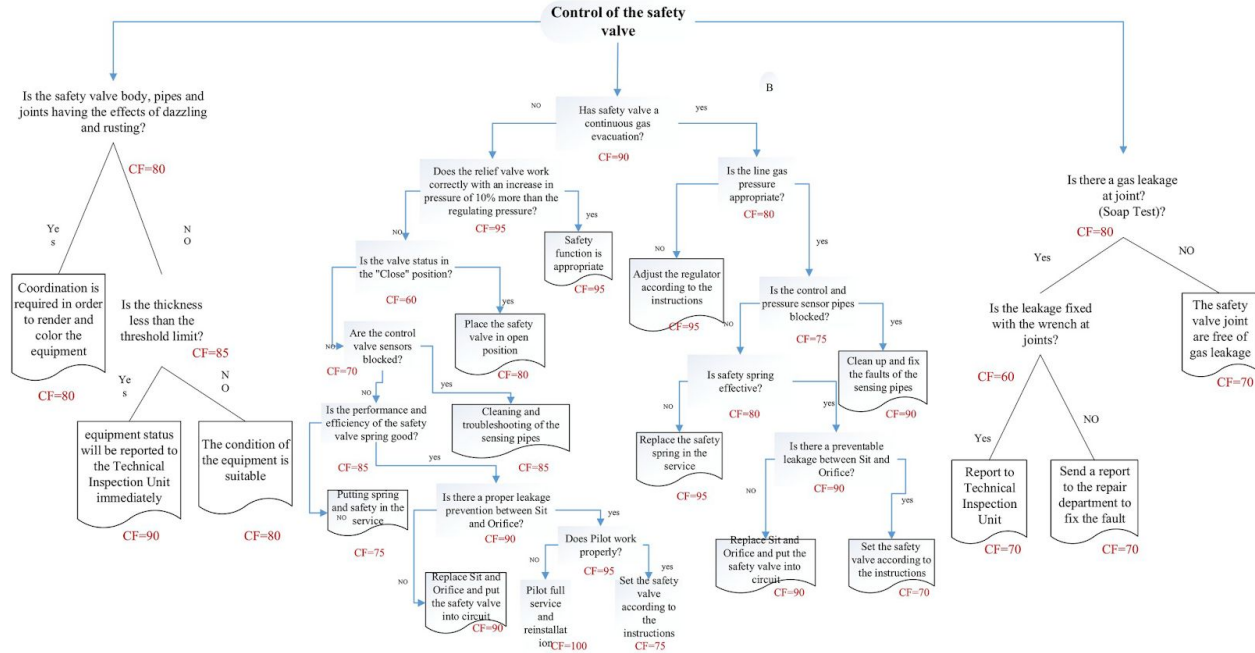 Control of the safety
valve
B
Is the safety valve body, pipes and
joints having the effects of dazzling
and rusting?
CF=80
Ye
s
N
O
Coordination is
required in order
to render and
color the
equipment
CF=80
Is the thickness
less than the
threshold limit?
CF=85
Ye
s
N
O
equipment status
will be reported to
the Technical
Inspection Unit
immediately
CF=90
The condition of
the equipment is
suitable
CF=80
Has safety valve a
continuous gas
evacuation?
CF=90
NO
yes
Does the relief valve work
correctly with an increase in
pressure of 10% more than the
regulating pressure?
CF=95
NO
yes
Safety
function is
appropriate
CF=95
Is the valve status in
the "Close" position?
CF=60
NO
yes
Place the safety
valve in open
position
CF=80
Are the control
valve sensors
blocked?
CF=70
NO
yes
Cleaning and
troubleshooting of the
sensing pipes
CF=85
Is the performance and
efficiency of the safety
valve spring good?
CF=85
NO
yes
Putting spring
and safety in the
service
CF=75
Is there a proper leakage
prevention between Sit
and Orifice?
CF=90
NO
yes
Replace Sit and
Orifice and put
the safety valve
into circuit
CF=90
Does Pilot work
properly?
CF=95
NO
yes
Pilot full
service
and
reinstallat
ion
CF=100
Set the safety
valve
according to
the
instructions
CF=75
Is the line gas
pressure
appropriate?
CF=80
NO
yes
Adjust the regulator
according to the
instructions
CF=95
Is the control and
pressure sensor pipes
blocked?
CF=75
NO
yes
Clean up and fix
the faults of the
sensing pipes
CF=90
Is safety spring
effective?
CF=80
NO
yes
Replace the safety
spring in the
service
CF=95
Is there a preventable
leakage between Sit and
Orifice?
CF=90
NO
yes
Replace Sit and
Orifice and put the
safety valve into
circuit
CF=90
Set the safety
valve according to
the instructions
CF=70
Is there a gas leakage
at joint?
(Soap Test)?
CF=80
Yes
NO
The safety
valve joint
are free of
gas leakage
CF=70
Is the leakage fixed
with the wrench at
joints?
CF=60
Yes
NO
Report to
Technical
Inspection
Unit
CF=70
Send a report
to the repair
department to
fix the fault
CF=70